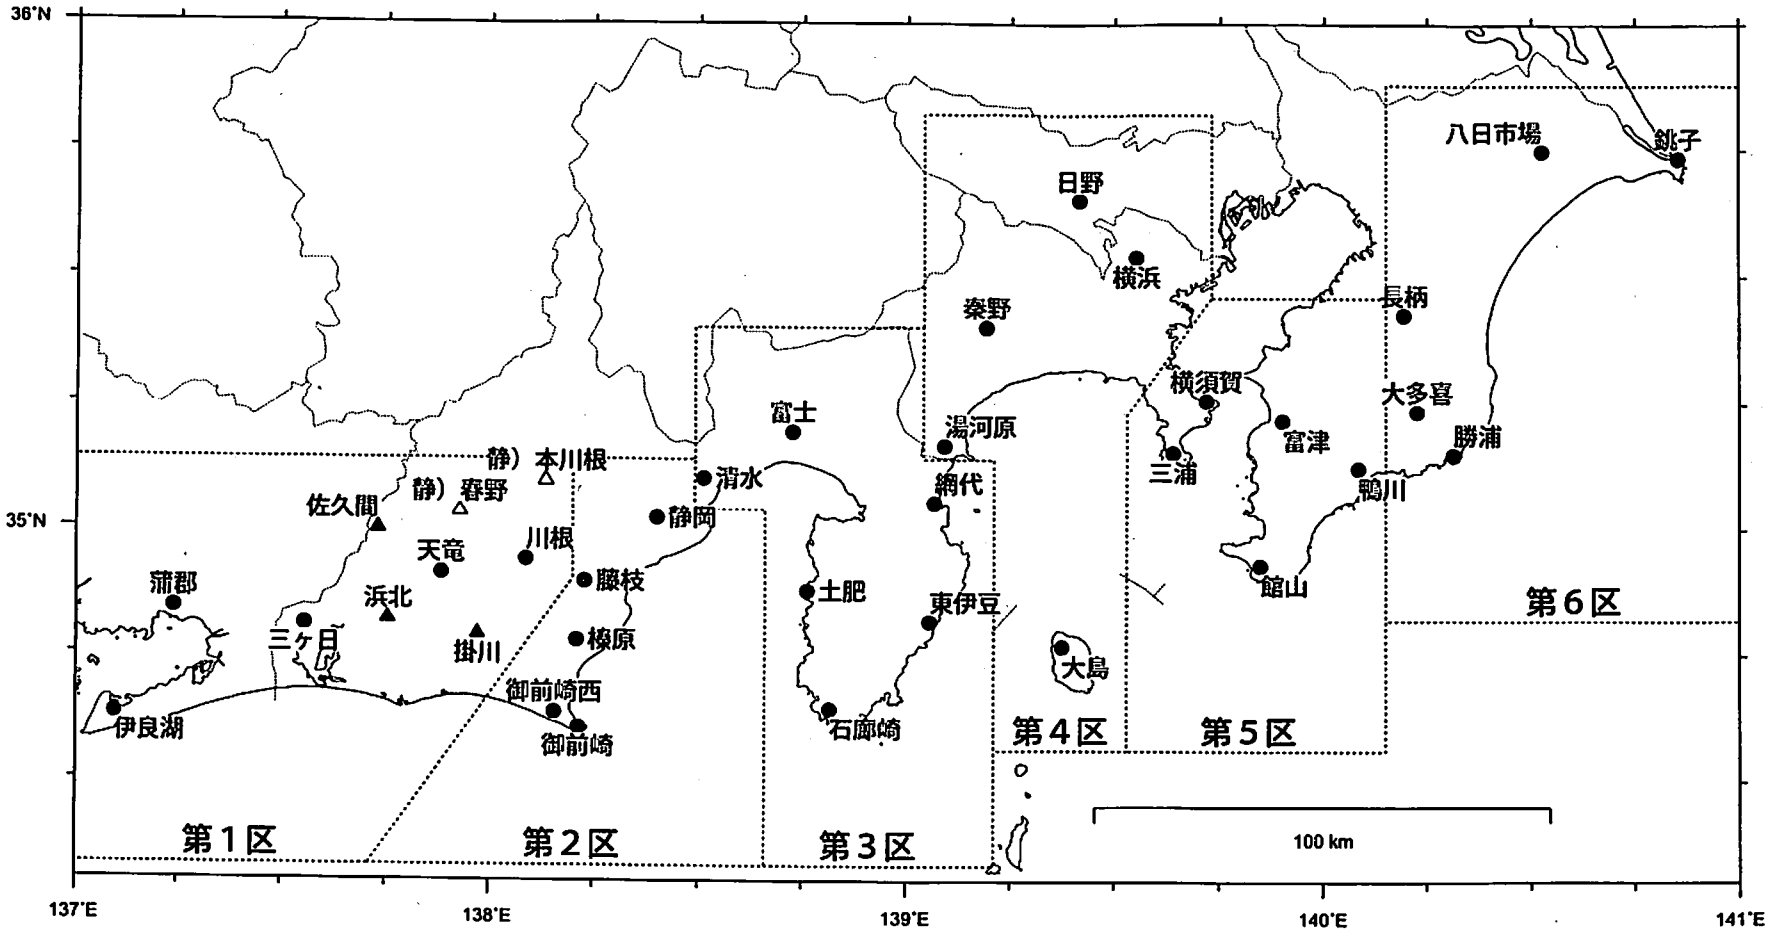 36°N
八日市場
銚子
日野
横浜
長柄
秦野
横須賀
大多喜
富士
湯河原
富津
勝浦
静）本川根
三浦
清水
静）春野
鴨川
網代
佐久間
35°N
静岡
川根
天竜
館山
蒲郡
藤枝
土肥
浜北
東伊豆
第６区
三ヶ日
掛川
榛原
大島
御前崎西
伊良湖
石廊崎
第４区
第５区
御前崎
第１区
第２区
第３区
100 km
137°E
138°E
139°E
140°E
141°E